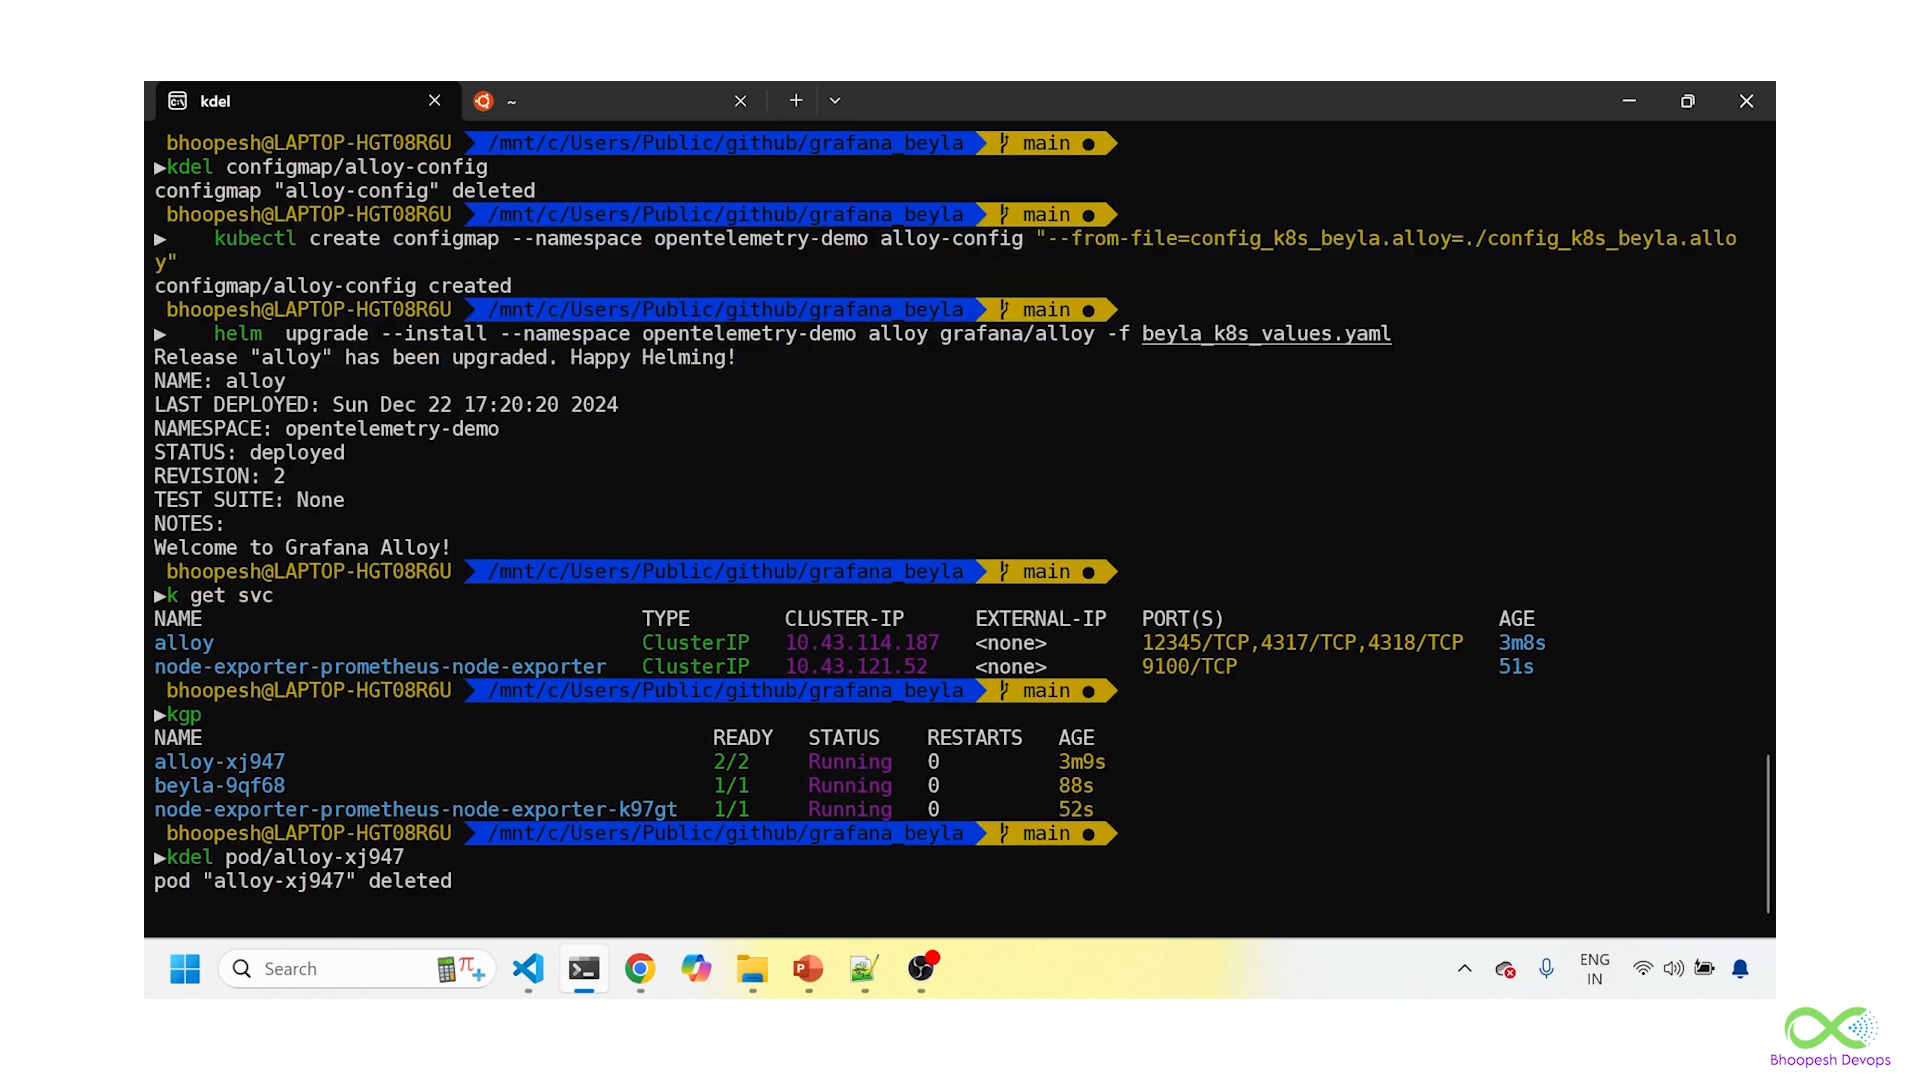 kdel
~
bhoopesh@LAPTOP-HGT08R6U /mnt/c/Users/Public/github/grafana_beyla main ●
▶kdel configmap/alloy-config
configmap "alloy-config" deleted
bhoopesh@LAPTOP-HGT08R6U /mnt/c/Users/Public/github/grafana_beyla main ●
▶ kubectl create configmap --namespace opentelemetry-demo alloy-config "--from-file=config_k8s_beyla.alloy=./config_k8s_beyla.allo
y"
configmap/alloy-config created
bhoopesh@LAPTOP-HGT08R6U /mnt/c/Users/Public/github/grafana_beyla main ●
▶ helm upgrade --install --namespace opentelemetry-demo alloy grafana/alloy -f beyla_k8s_values.yaml
Release "alloy" has been upgraded. Happy Helming!
NAME: alloy
LAST DEPLOYED: Sun Dec 22 17:20:20 2024
NAMESPACE: opentelemetry-demo
STATUS: deployed
REVISION: 2
TEST SUITE: None
NOTES:
Welcome to Grafana Alloy!
bhoopesh@LAPTOP-HGT08R6U /mnt/c/Users/Public/github/grafana_beyla main ●
▶k get svc
NAME TYPE CLUSTER-IP EXTERNAL-IP PORT(S) AGE
alloy ClusterIP 10.43.114.187 <none> 12345/TCP,4317/TCP,4318/TCP 3m8s
node-exporter-prometheus-node-exporter ClusterIP 10.43.121.52 <none> 9100/TCP 51s
bhoopesh@LAPTOP-HGT08R6U /mnt/c/Users/Public/github/grafana_beyla main ●
▶kgp
NAME READY STATUS RESTARTS AGE
alloy-xj947 2/2 Running 0 3m9s
beyla-9qf68 1/1 Running 0 88s
node-exporter-prometheus-node-exporter-k97gt 1/1 Running 0 52s
bhoopesh@LAPTOP-HGT08R6U /mnt/c/Users/Public/github/grafana_beyla main ●
▶kdel pod/alloy-xj947
pod "alloy-xj947" deleted
Search
ENG
IN
Bhoopesh Devops